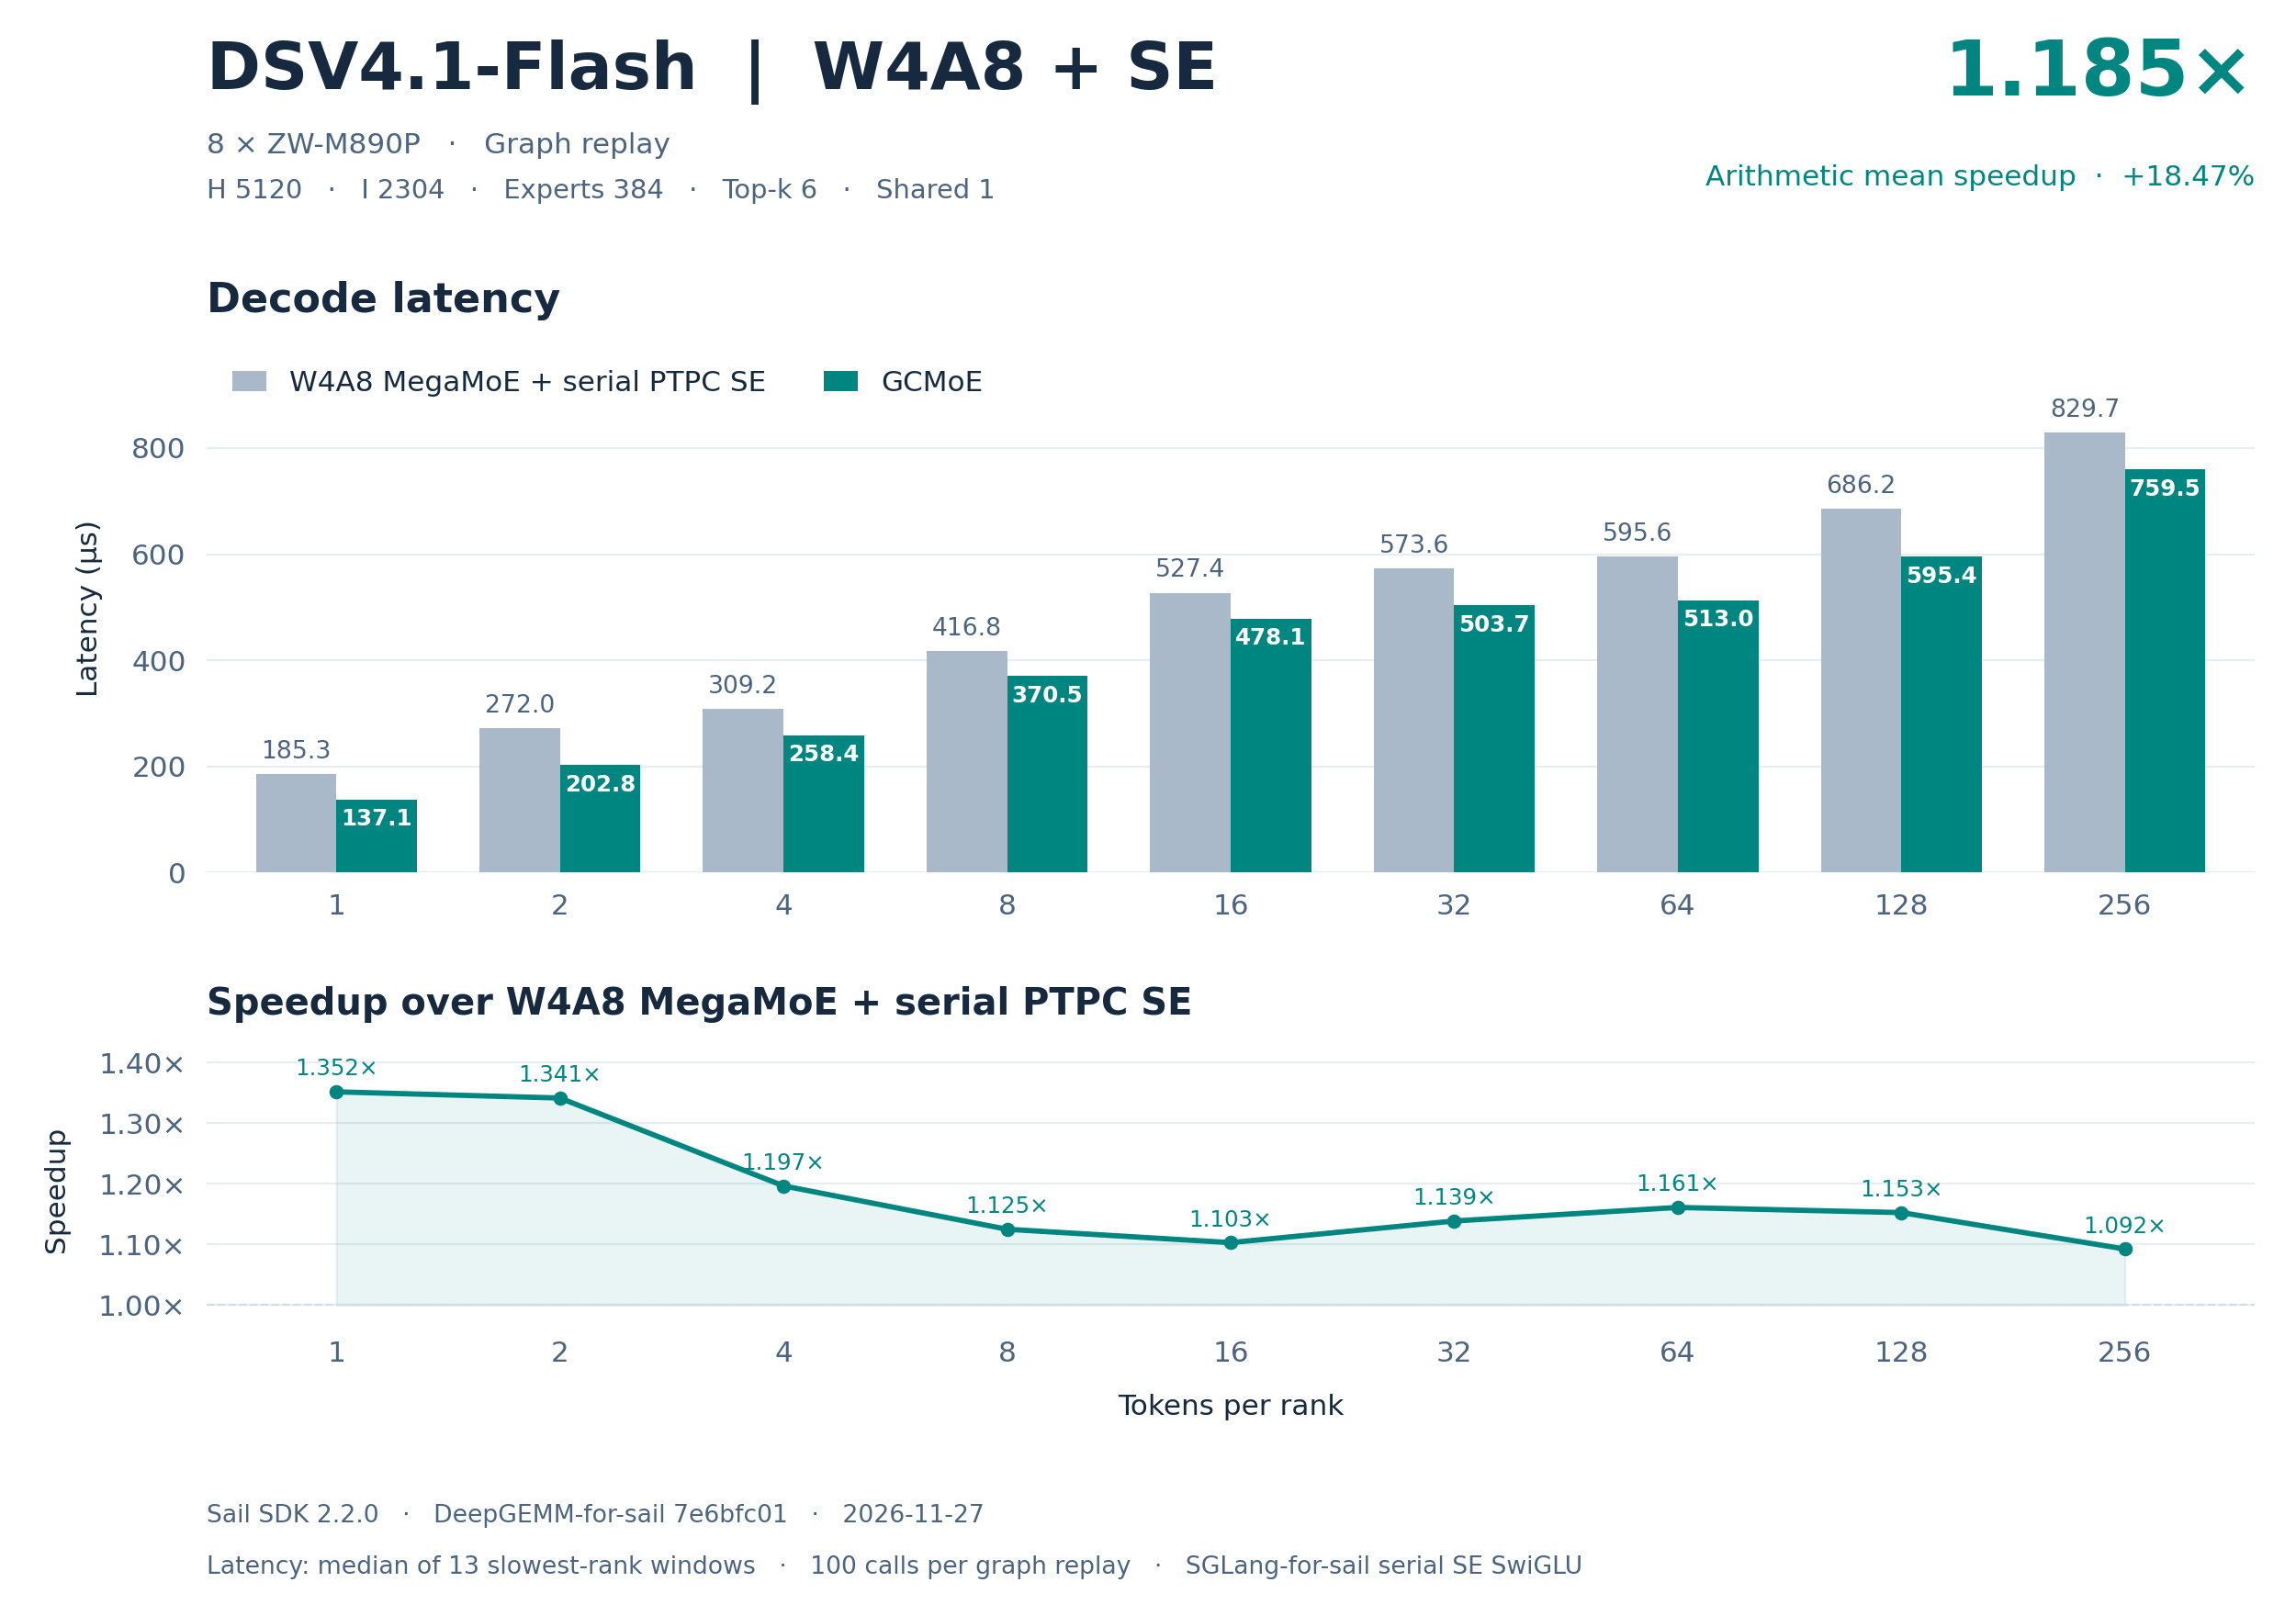 DSV4.1-Flash | W4A8 + SE
1.185×
8 × ZW-M890P · Graph replay
H 5120 · I 2304 · Experts 384 · Top-k 6 · Shared 1
Arithmetic mean speedup · +18.47%
Decode latency
W4A8 MegaMoE + serial PTPC SE
GCMoE
Latency (µs)
800
600
400
200
0
185.3
137.1
272.0
202.8
309.2
258.4
416.8
370.5
527.4
478.1
573.6
503.7
595.6
513.0
686.2
595.4
829.7
759.5
1 2 4 8 16 32 64 128 256
Speedup over W4A8 MegaMoE + serial PTPC SE
Speedup
1.40×
1.30×
1.20×
1.10×
1.00×
1.352×
1.341×
1.197×
1.125×
1.103×
1.139×
1.161×
1.153×
1.092×
1 2 4 8 16 32 64 128 256
Tokens per rank
Sail SDK 2.2.0 · DeepGEMM-for-sail 7e6bfc01 · 2026-11-27
Latency: median of 13 slowest-rank windows · 100 calls per graph replay · SGLang-for-sail serial SE SwiGLU